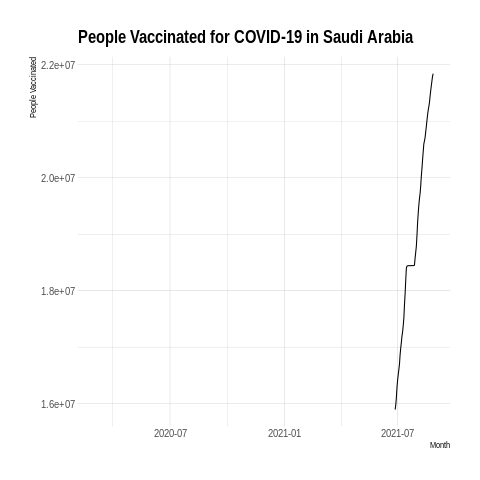 People Vaccinated for COVID-19 in Saudi Arabia
People Vaccinated
2.2e+07
2.0e+07
1.8e+07
1.6e+07
2020-07
2021-01
2021-07
Month